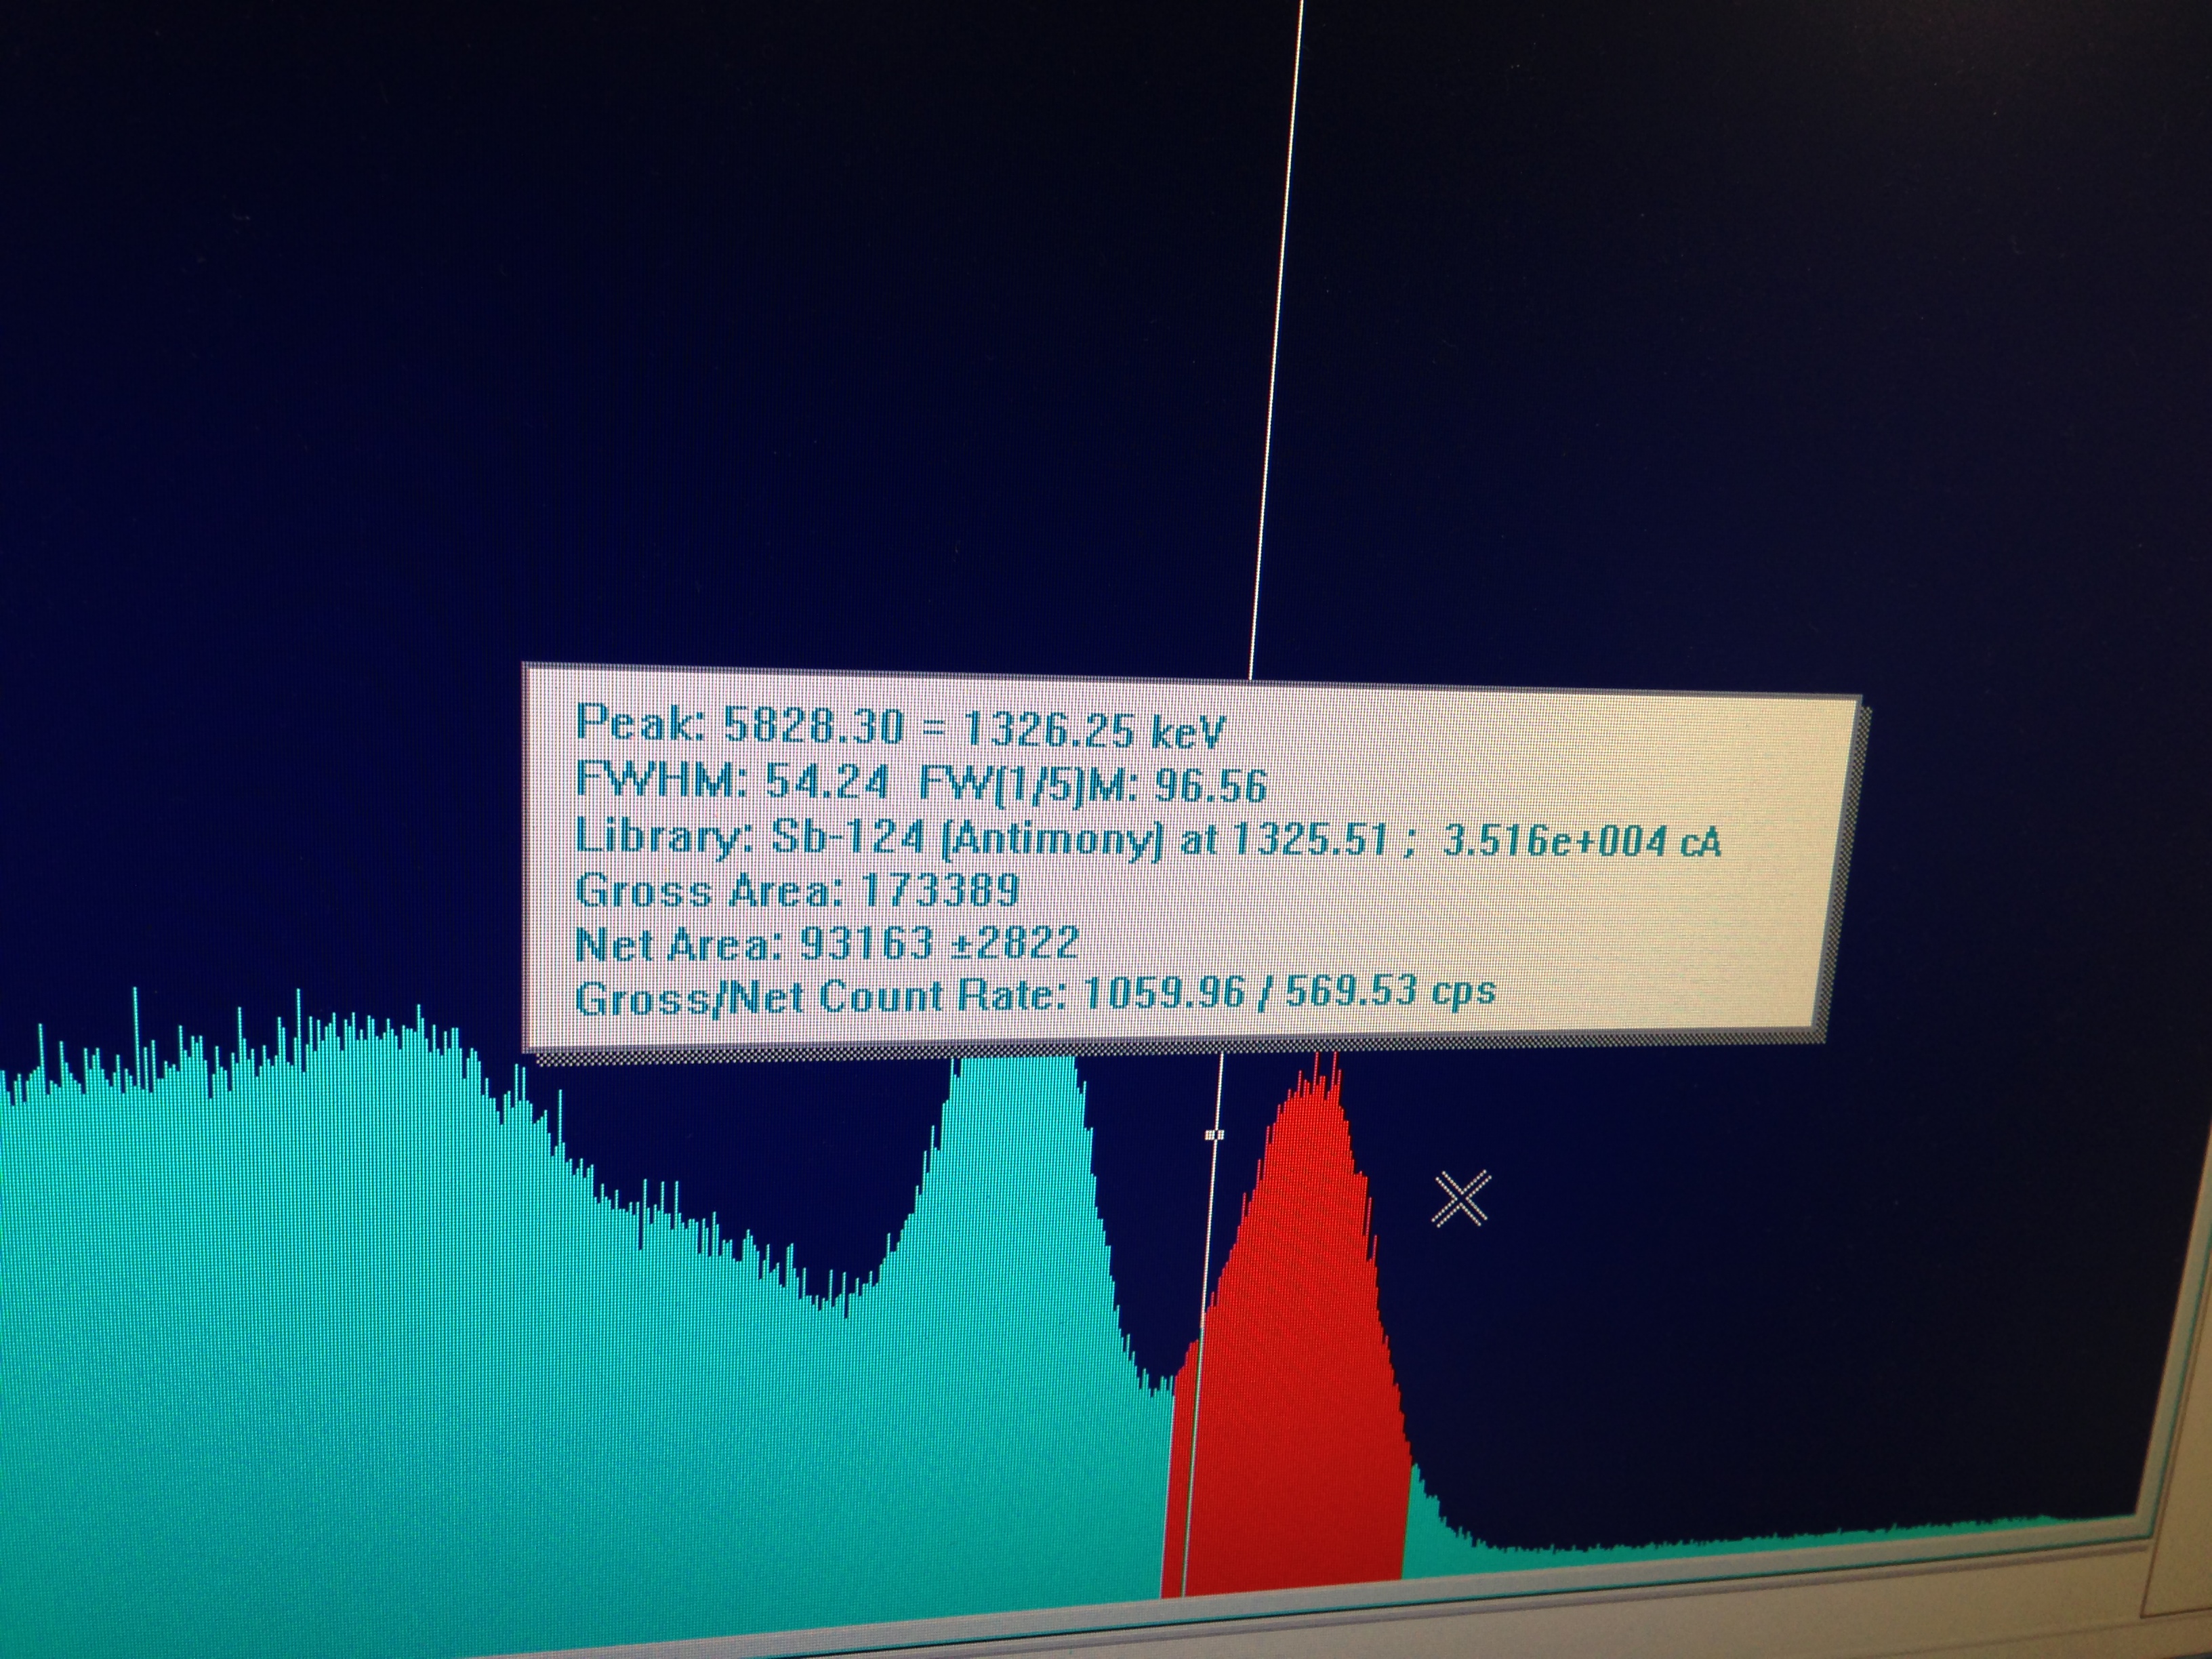 Peak: 5828.30 = 1326.25 keV
FWHM: 54.24 FW(1/5)M: 96.56
Library: Sb-124 (Antimony) at 1325.51 ; 3.516e+004 cA
Gross Area: 173389
Net Area: 93163 ±2822
Gross/Net Count Rate: 1059.96 / 569.53 cps